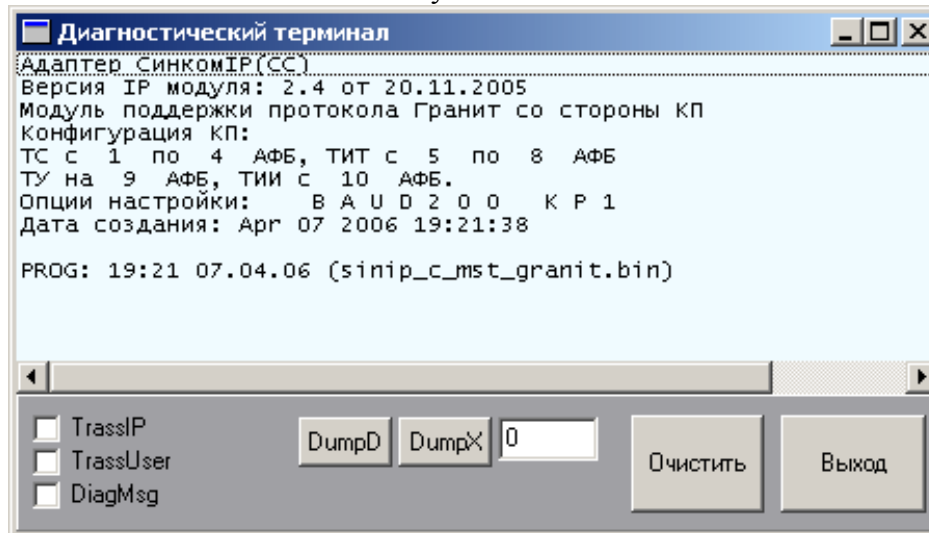 Диагностический терминал
Адаптер СинкомIP(СС)
Версия IP модуля: 2.4 от 20.11.2005
Модуль поддержки протокола Гранит со стороны КП
Конфигурация КП:
ТС с 1 по 4 АФБ, ТИТ с 5 по 8 АФБ
ТУ на 9 АФБ, ТИИ с 10 АФБ.
Опции настройки: B A U D 2 0 0 K P 1
Дата создания: Apr 07 2006 19:21:38
PROG: 19:21 07.04.06 (sinip_c_mst_granit.bin)
TrassIP
TrassUser
DiagMsg
DumpD DumpX 0
Очистить Выход